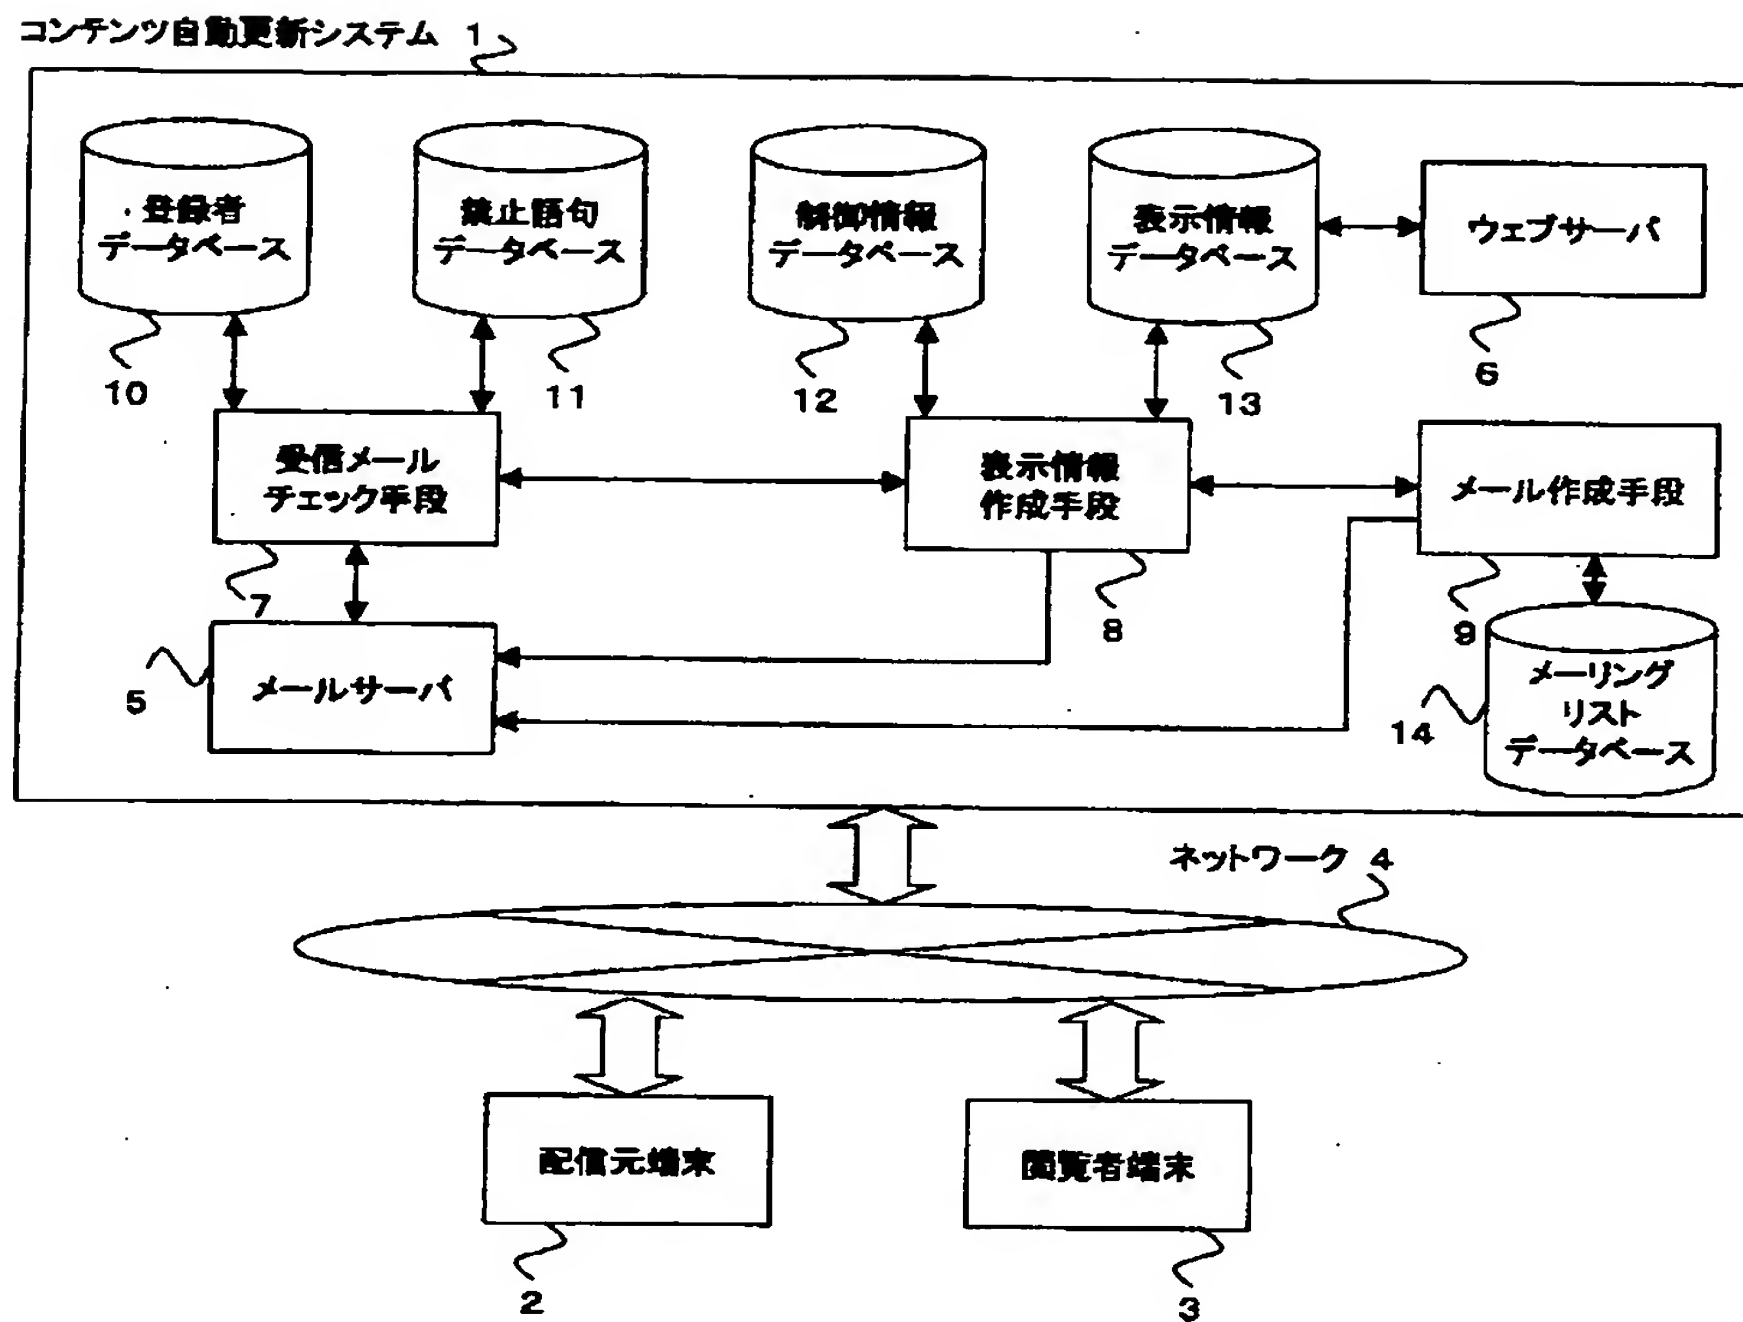 コンテンツ自動更新システム 1
登録者
データベース
禁止語句
データベース
制御情報
データベース
表示情報
データベース
ウェブサーバ
10
11
12
13
6
受信メール
チェック手段
表示情報
作成手段
メール作成手段
7
8
9
メールサーバ
5
メーリング
リスト
データベース
14
ネットワーク 4
配信元端末
閲覧者端末
2
3